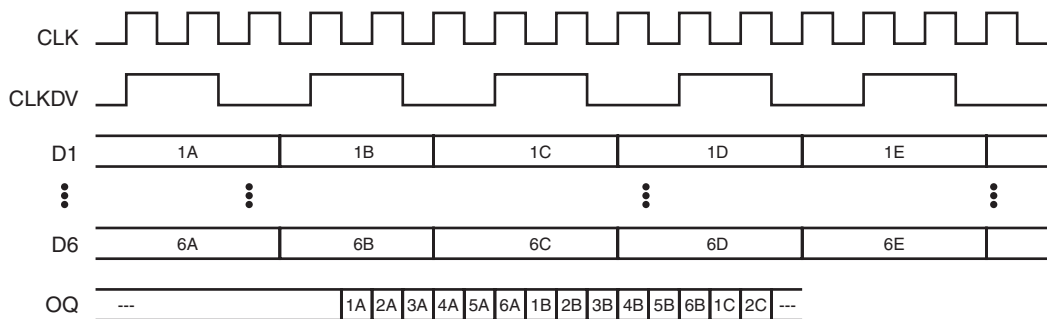 CLK
CLKDV
D1 1A 1B 1C 1D 1E
D6 6A 6B 6C 6D 6E
OQ --- 1A 2A 3A 4A 5A 6A 1B 2B 3B 4B 5B 6B 1C 2C ---